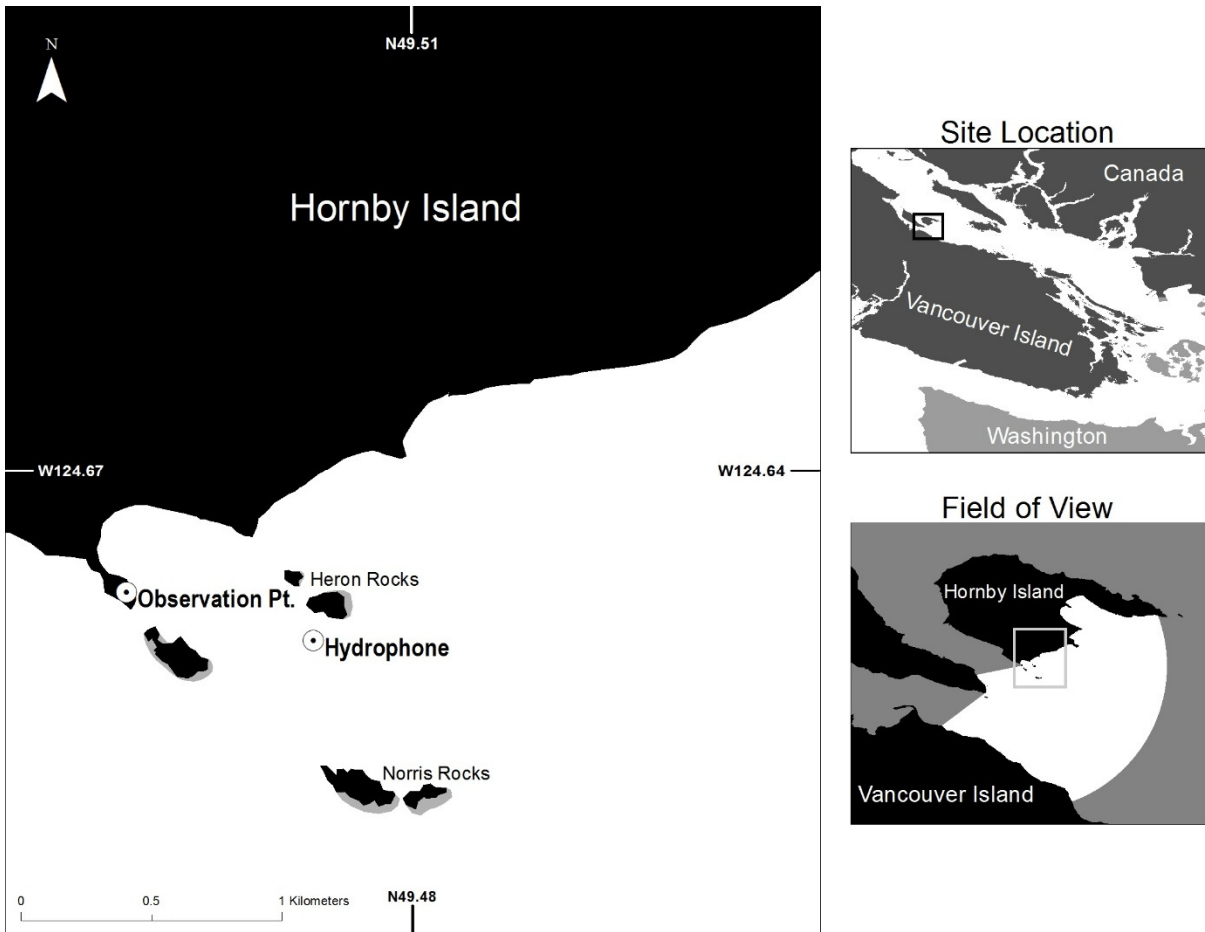 N
N49.51
Hornby Island
W124.67
W124.64
Heron Rocks
Observation Pt.
Hydrophone
Norris Rocks
0
0.5
1 Kilometers
N49.48
Site Location
Canada
Vancouver Island
Washington
Field of View
Hornby Island
Vancouver Island